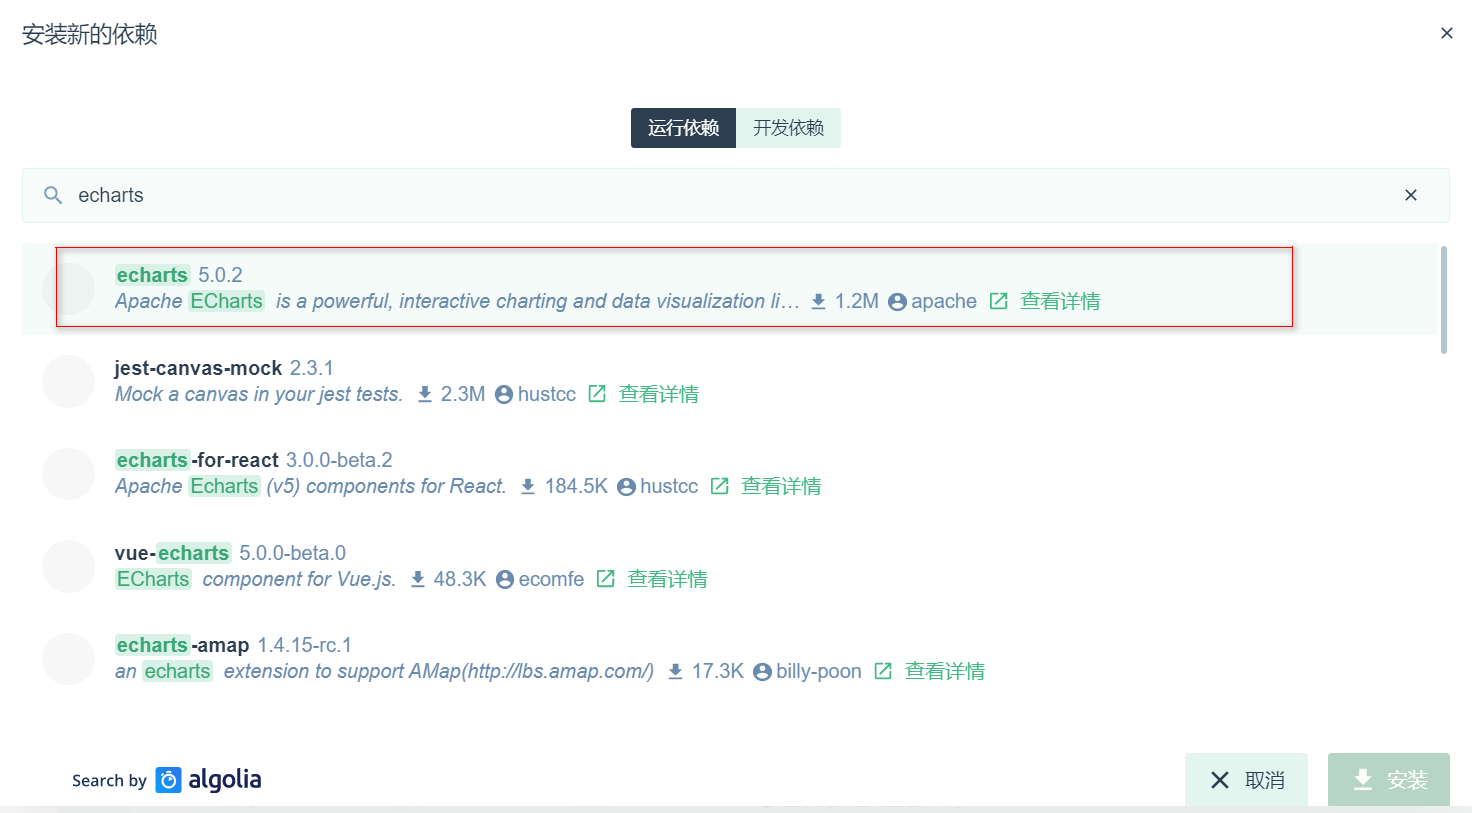 安装新的依赖
运行依赖 开发依赖
echarts
echarts 5.0.2
Apache ECharts is a powerful, interactive charting and data visualization li… 1.2M apache 查看详情
jest-canvas-mock 2.3.1
Mock a canvas in your jest tests. 2.3M hustcc 查看详情
echarts-for-react 3.0.0-beta.2
Apache Echarts (v5) components for React. 184.5K hustcc 查看详情
vue-echarts 5.0.0-beta.0
ECharts component for Vue.js. 48.3K ecomfe 查看详情
echarts-amap 1.4.15-rc.1
an echarts extension to support AMap(http://lbs.amap.com/) 17.3K billy-poon 查看详情
Search by algolia
取消 安装